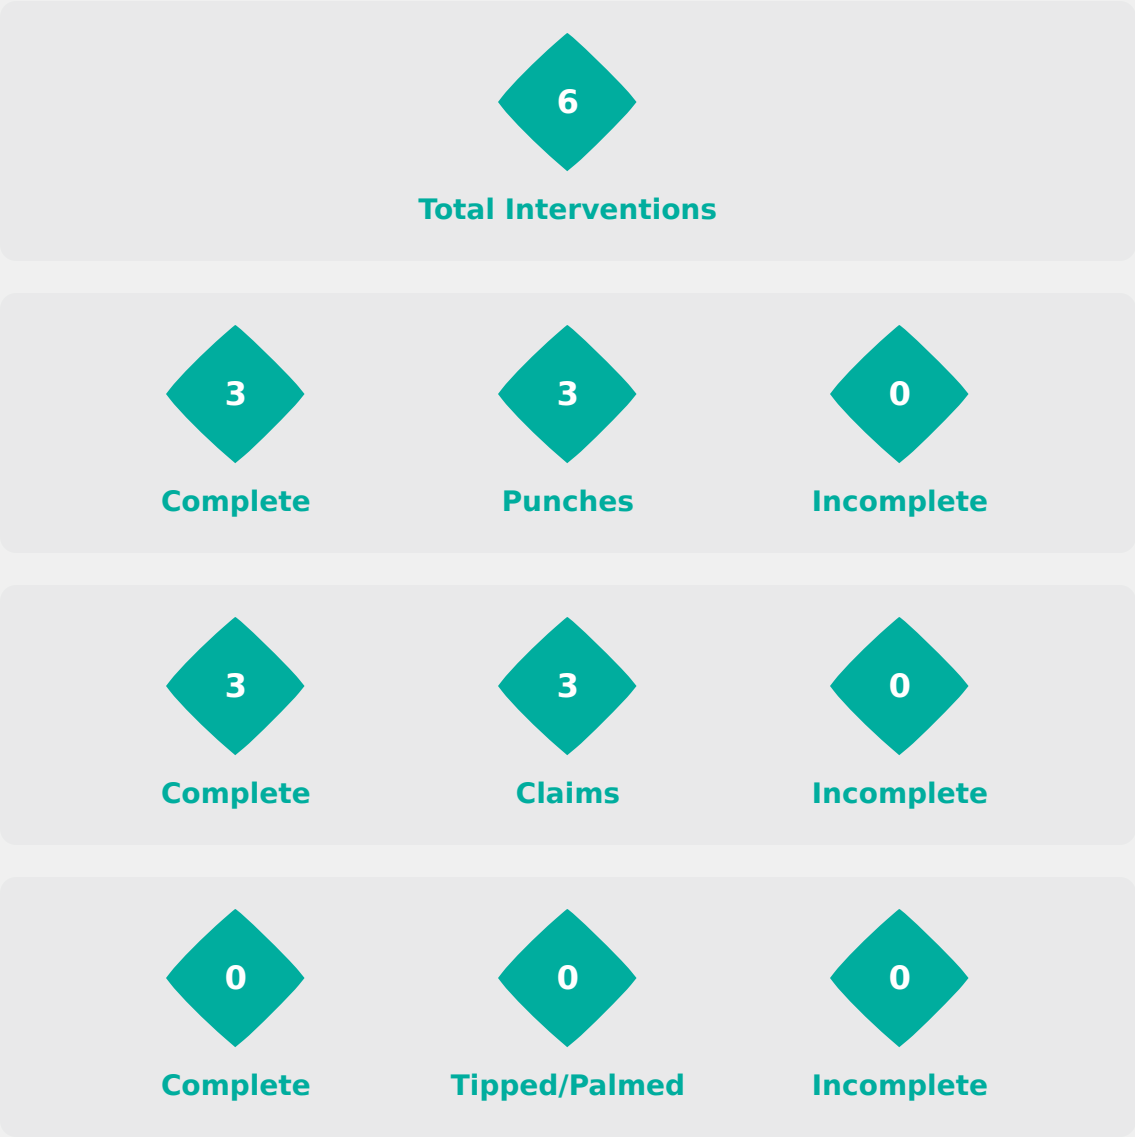 6
Total Interventions
3 3 0
Complete Punches Incomplete
3 3 0
Complete Claims Incomplete
0 0 0
Complete Tipped/Palmed Incomplete